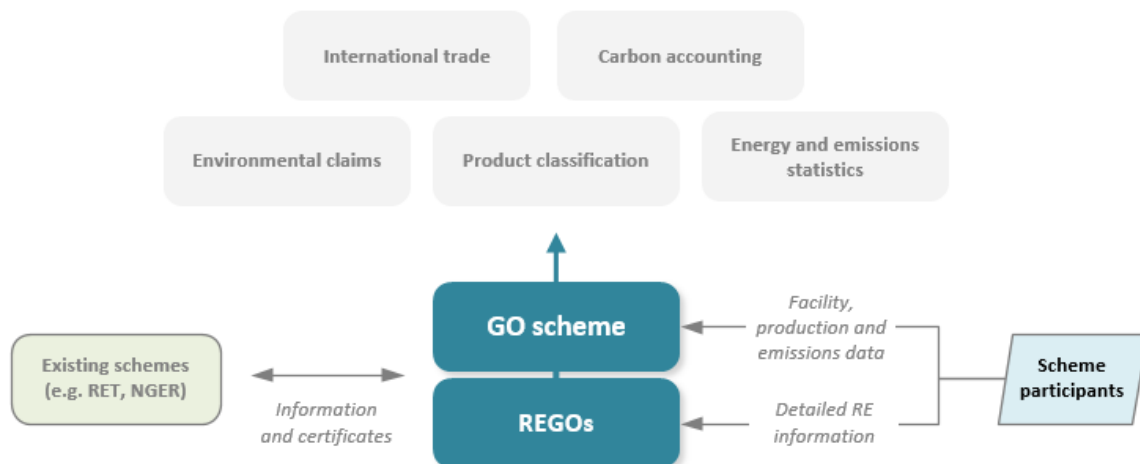 International trade
Carbon accounting
Environmental claims
Product classification
Energy and emissions
statistics
GO scheme
Facility,
production and
emissions data
Existing schemes
(e.g. RET, NGER)
Scheme
participants
Information
and certificates
REGOs
Detailed RE
information